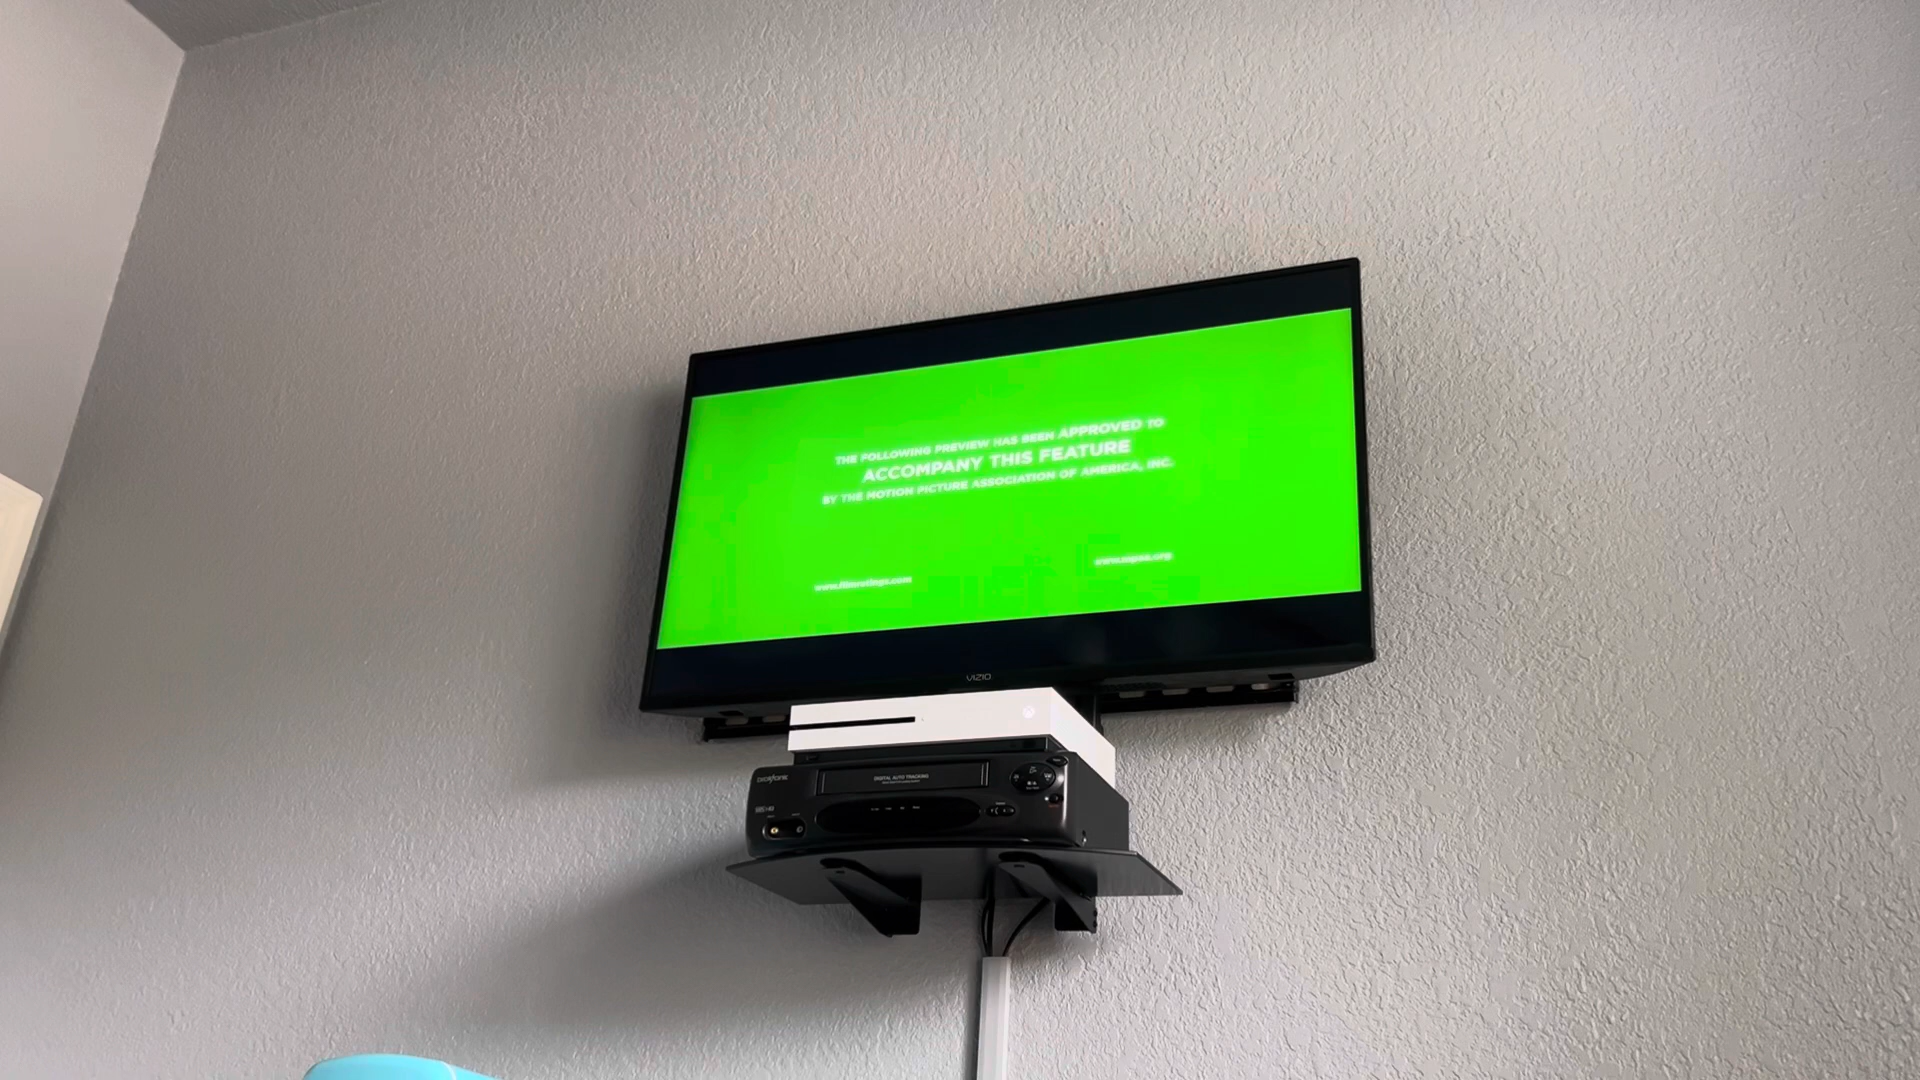 THE FOLLOWING PREVIEW HAS BEEN APPROVED TO
ACCOMPANY THIS FEATURE
BY THE MOTION PICTURE ASSOCIATION OF AMERICA, INC.
www.filmratings.com
www.mpaa.org
VIZIO
DIGITAL AUTO TRACKING